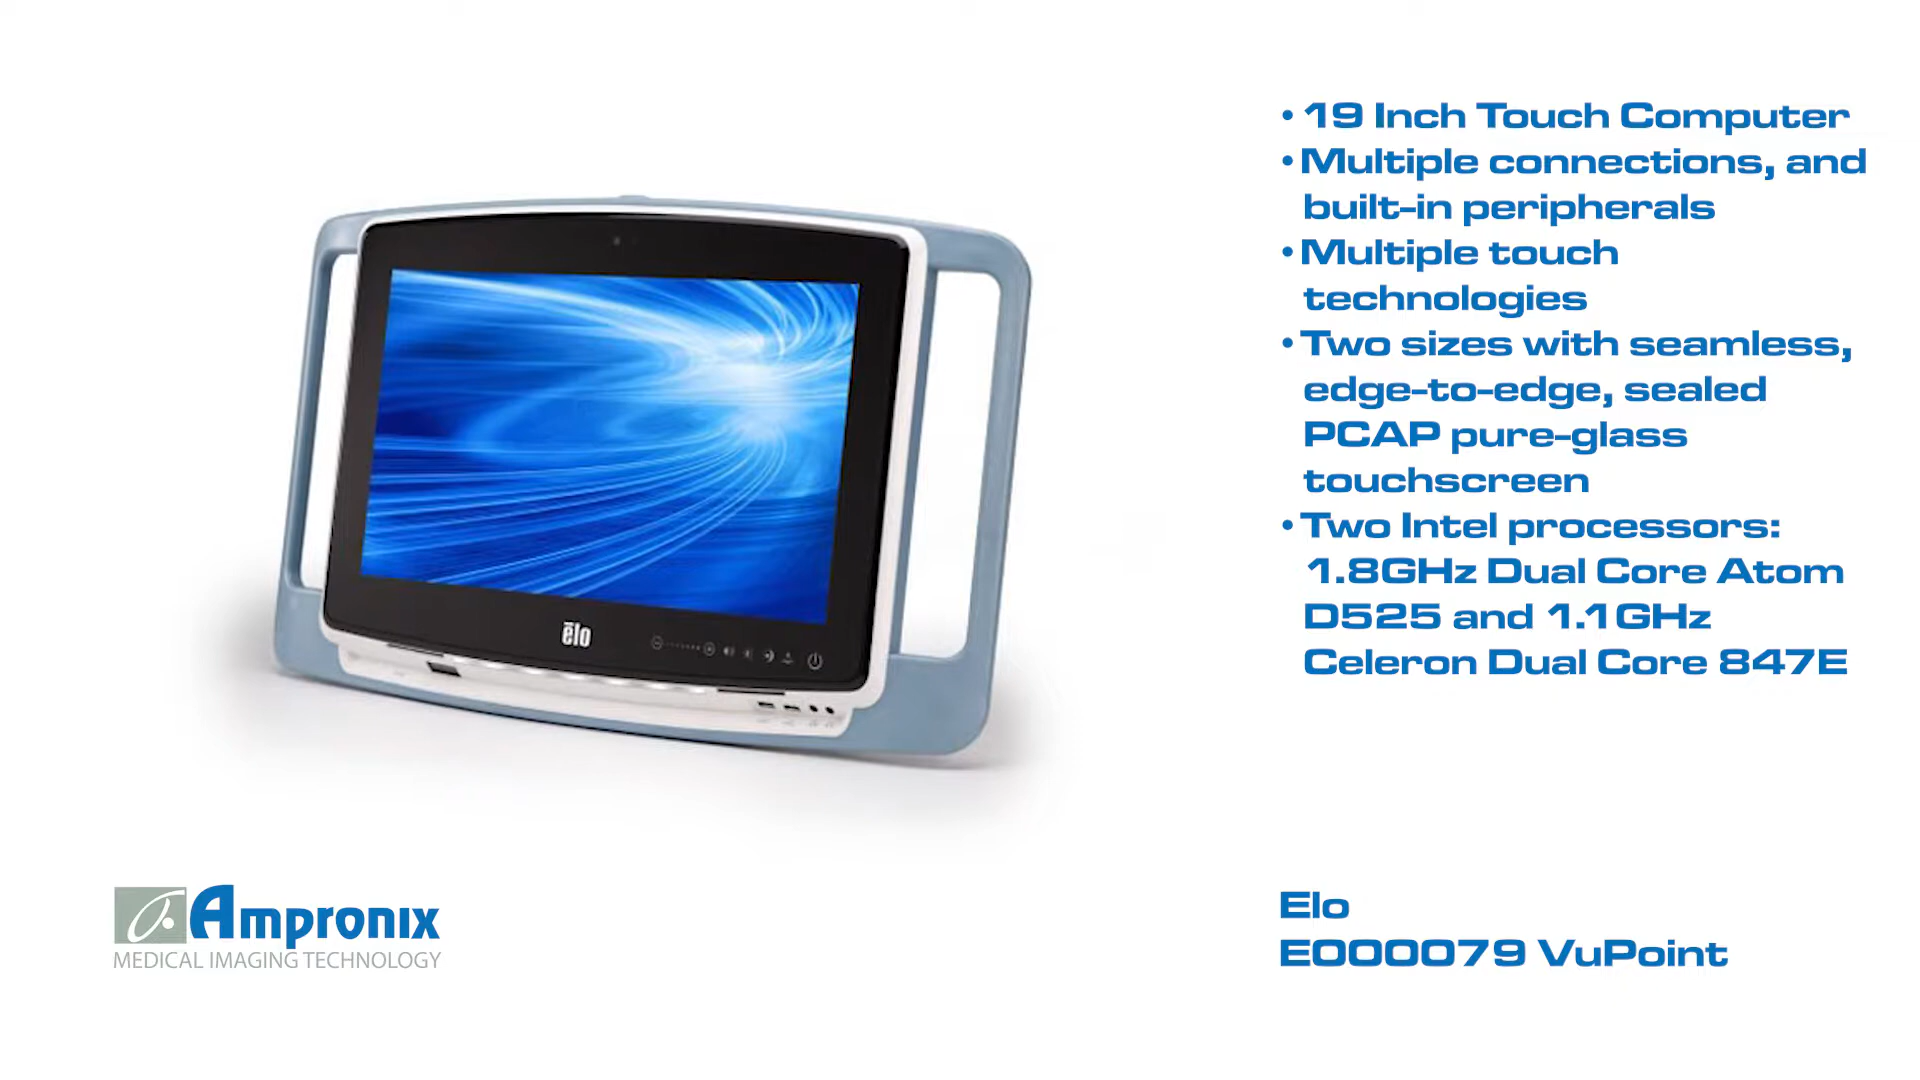 • 19 Inch Touch Computer
• Multiple connections, and
built-in peripherals
• Multiple touch
technologies
• Two sizes with seamless,
edge-to-edge, sealed
PCAP pure-glass
touchscreen
• Two Intel processors:
1.8GHz Dual Core Atom
D525 and 1.1GHz
Celeron Dual Core 847E
elo
Ampronix
MEDICAL IMAGING TECHNOLOGY
Elo
E000079 VuPoint